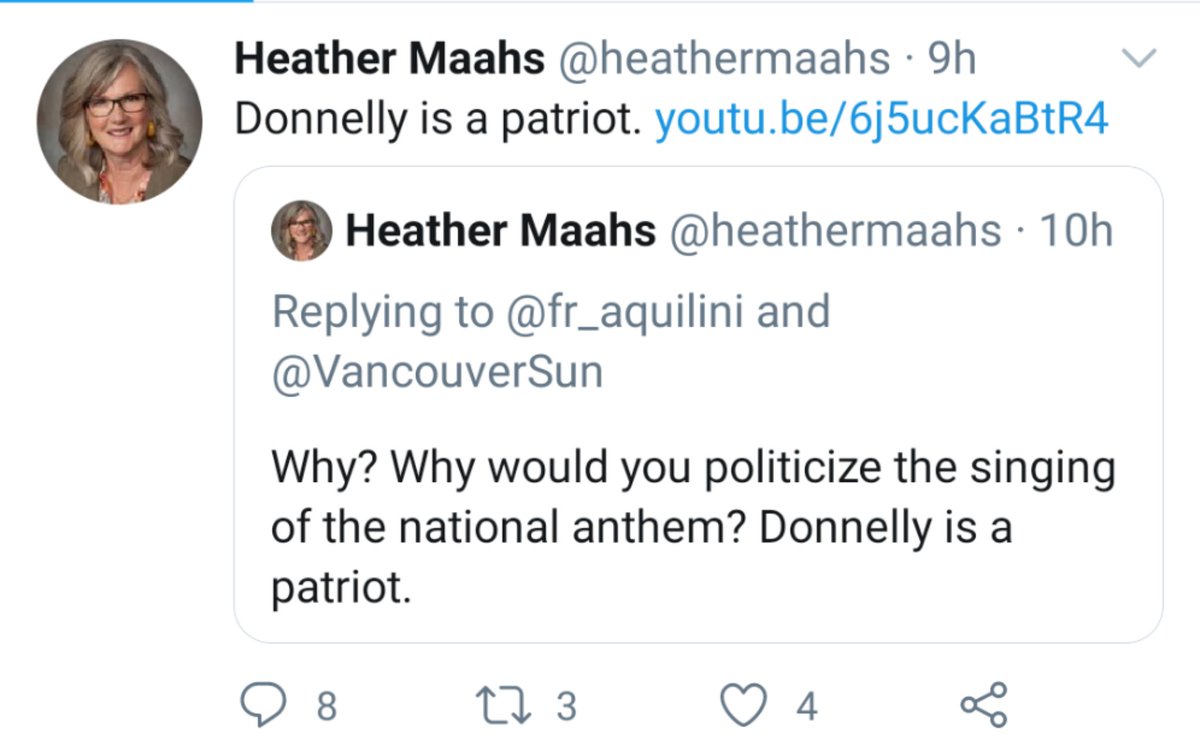 Heather Maahs @heathermaahs · 9h
Donnelly is a patriot. youtu.be/6j5ucKaBtR4
Heather Maahs @heathermaahs · 10h
Replying to @fr_aquilini and
@VancouverSun
Why? Why would you politicize the singing
of the national anthem? Donnelly is a
patriot.
8 3 4